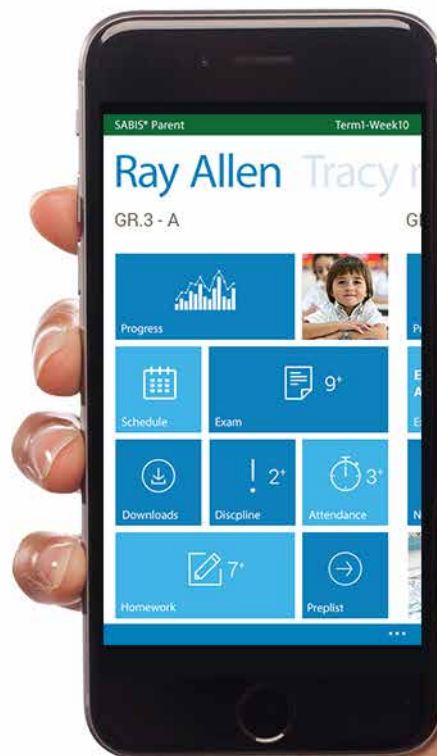 SABIS® Parent Term1-Week10
Ray Allen Tracy
GR.3 - A
Progress
Schedule
9+
Exam
Downloads
2+
Discpline
3+
Attendance
7+
Homework
Preplist